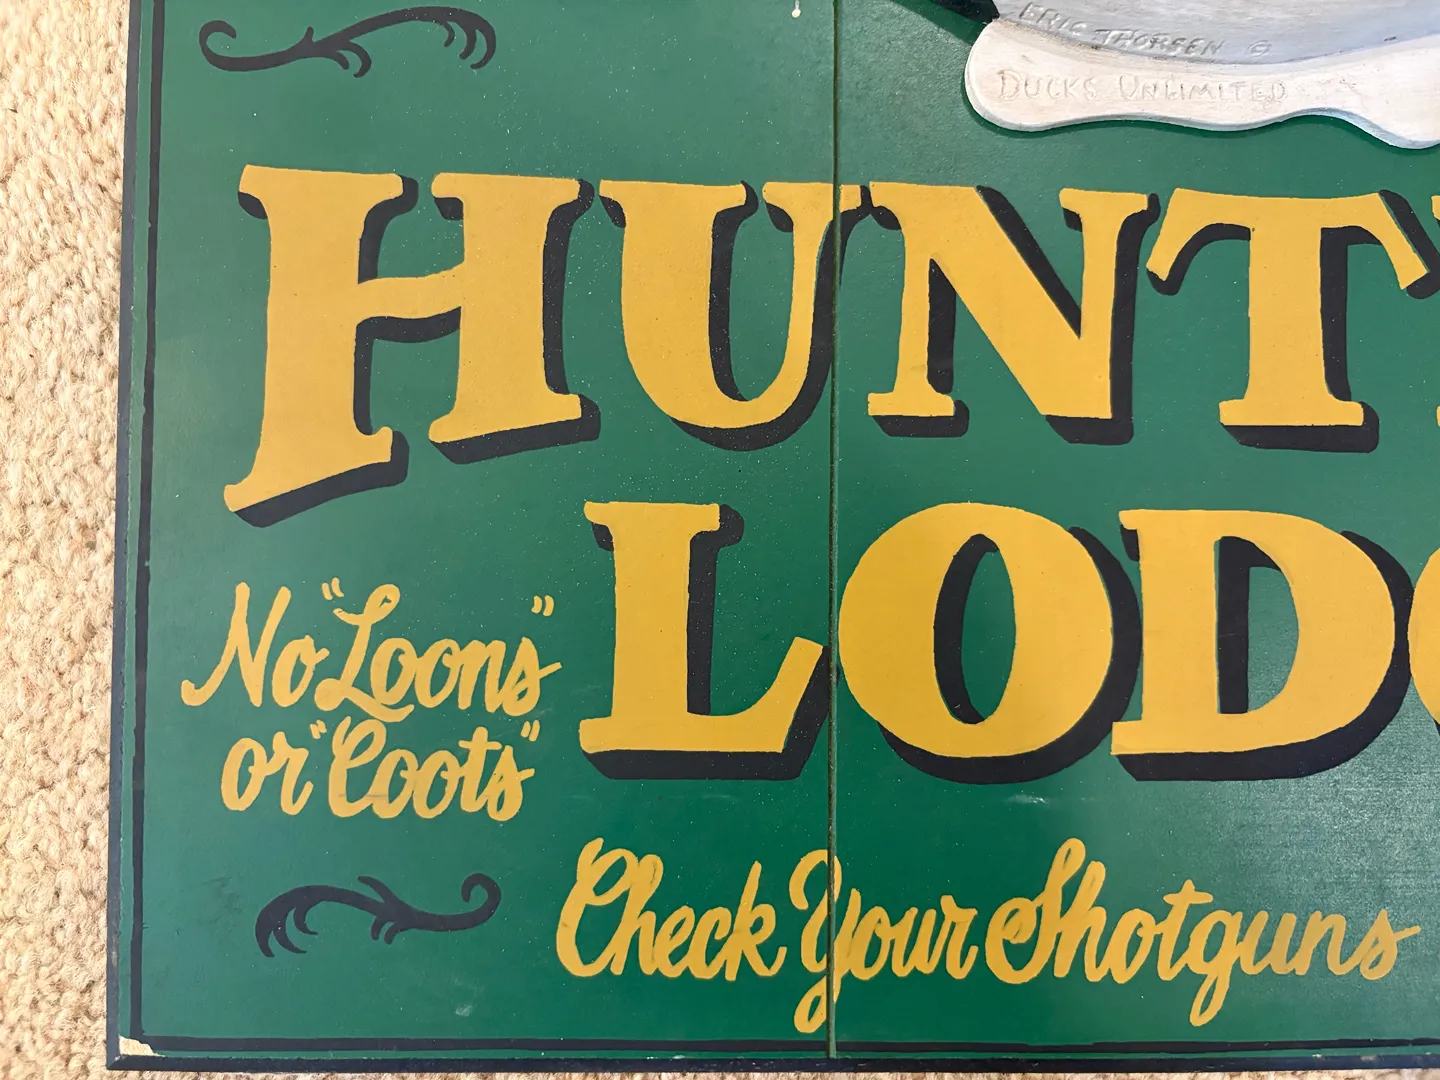 ERIC THORSEN ©
DUCKS UNLIMITED
HUNT
LOD
No "Loons"
or "Coots"
Check Your Shotguns